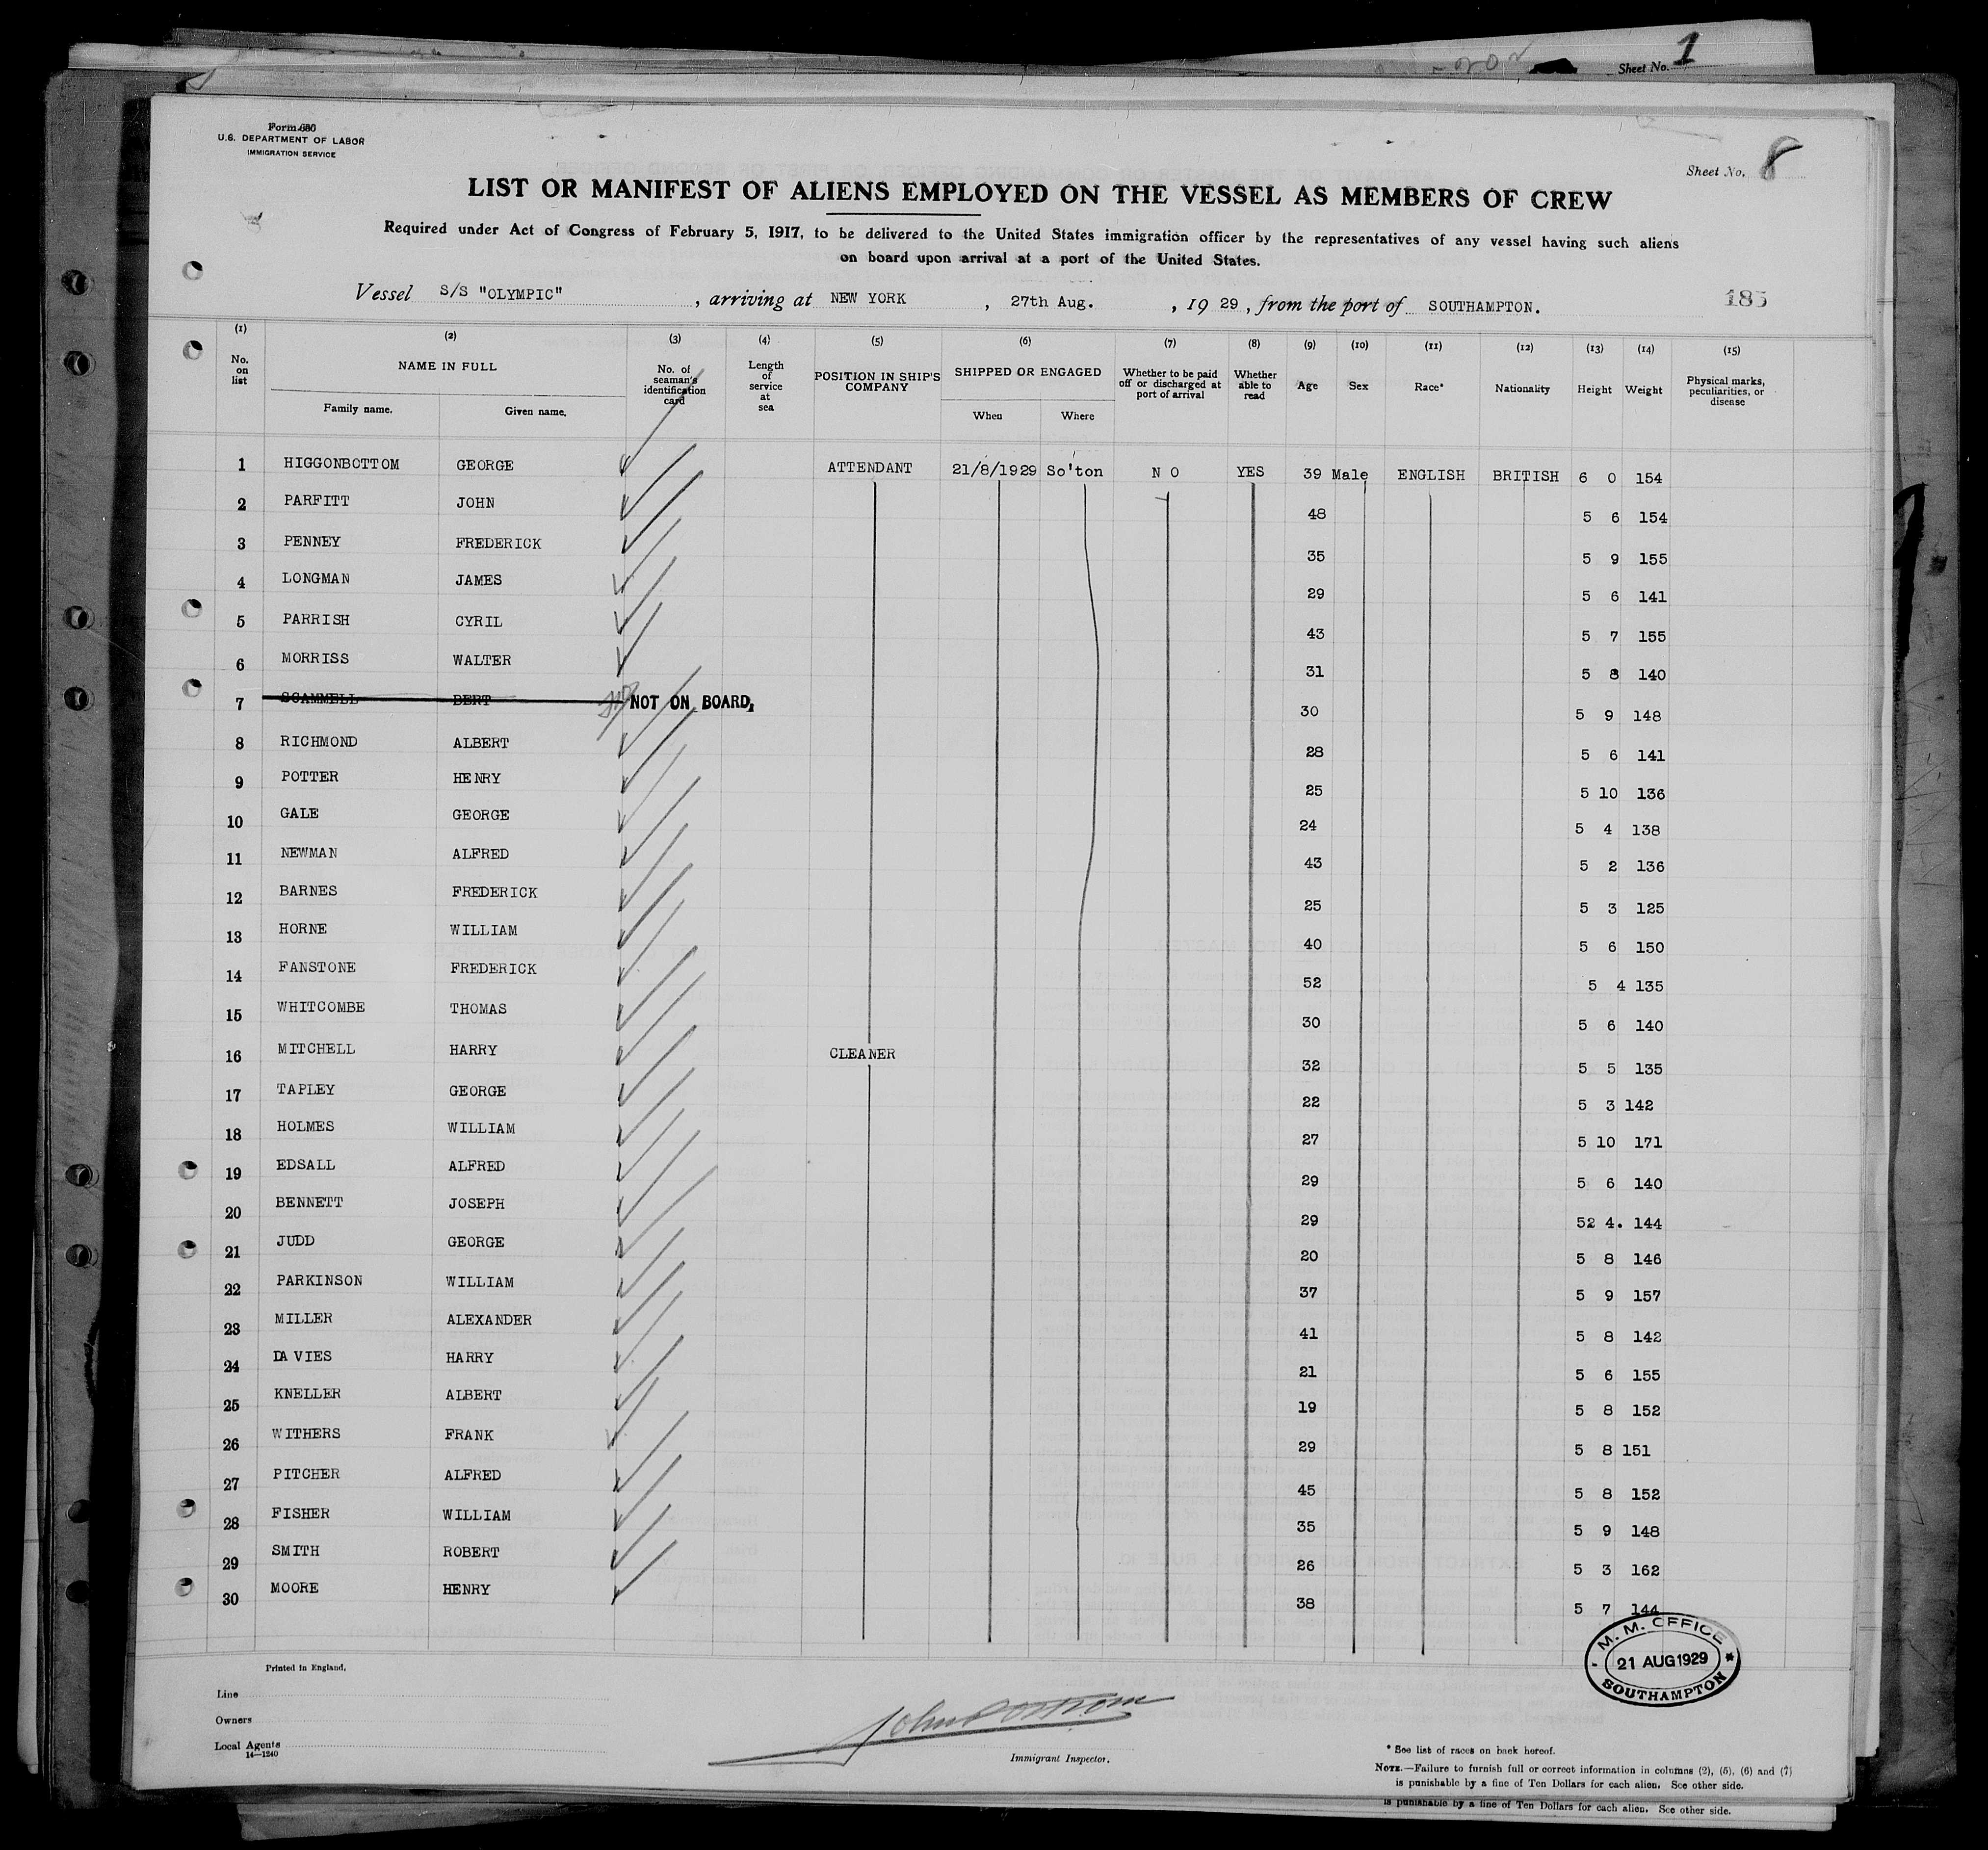 Sheet No. 1
Form 680
U.S. DEPARTMENT OF LABOR
IMMIGRATION SERVICE
Sheet No. 8
LIST OR MANIFEST OF ALIENS EMPLOYED ON THE VESSEL AS MEMBERS OF CREW
Required under Act of Congress of February 5, 1917, to be delivered to the United States immigration officer by the representatives of any vessel having such aliens
on board upon arrival at a port of the United States.
Vessel S/S "OLYMPIC", arriving at NEW YORK, 27th Aug., 1929, from the port of SOUTHAMPTON.
185
(1) (2) (3) (4) (5) (6) (7) (8) (9) (10) (11) (12) (13) (14) (15)
No. on list NAME IN FULL Family name. Given name. No. of seaman's identification card Length of service at sea POSITION IN SHIP'S COMPANY SHIPPED OR ENGAGED When Where Whether to be paid off or discharged at port of arrival Whether able to read Age Sex Race* Nationality Height Weight Physical marks, peculiarities, or disease
1 HIGGONBOTTOM GEORGE ATTENDANT 21/8/1929 So'ton NO YES 39 Male ENGLISH BRITISH 6 0 154
2 PARFITT JOHN 48 5 6 154
3 PENNEY FREDERICK 35 5 9 155
4 LONGMAN JAMES 29 5 6 141
5 PARRISH CYRIL 43 5 7 155
6 MORRISS WALTER 31 5 8 140
7 SCAMMELL BERT NOT ON BOARD, 30 5 9 148
8 RICHMOND ALBERT 28 5 6 141
9 POTTER HENRY 25 5 10 136
10 GALE GEORGE 24 5 4 138
11 NEWMAN ALFRED 43 5 2 136
12 BARNES FREDERICK 25 5 3 125
13 HORNE WILLIAM 40 5 6 150
14 FANSTONE FREDERICK 52 5 4 135
15 WHITCOMBE THOMAS 30 5 6 140
16 MITCHELL HARRY CLEANER 32 5 5 135
17 TAPLEY GEORGE 22 5 3 142
18 HOLMES WILLIAM 27 5 10 171
19 EDSALL ALFRED 29 5 6 140
20 BENNETT JOSEPH 29 52 4. 144
21 JUDD GEORGE 20 5 8 146
22 PARKINSON WILLIAM 37 5 9 157
23 MILLER ALEXANDER 41 5 8 142
24 DAVIES HARRY 21 5 6 155
25 KNELLER ALBERT 19 5 8 152
26 WITHERS FRANK 29 5 8 151
27 PITCHER ALFRED 45 5 8 152
28 FISHER WILLIAM 35 5 9 148
29 SMITH ROBERT 26 5 3 162
30 MOORE HENRY 38 5 7 144
M. M. OFFICE
21 AUG 1929
SOUTHAMPTON
Printed in England.
Line
Owners
Local Agents
14—1240
Immigrant Inspector.
* See list of races on back hereof.
NOTE.—Failure to furnish full or correct information in columns (2), (5), (6) and (7)
is punishable by a fine of Ten Dollars for each alien. See other side.
is punishable by a fine of Ten Dollars for each alien. See other side.